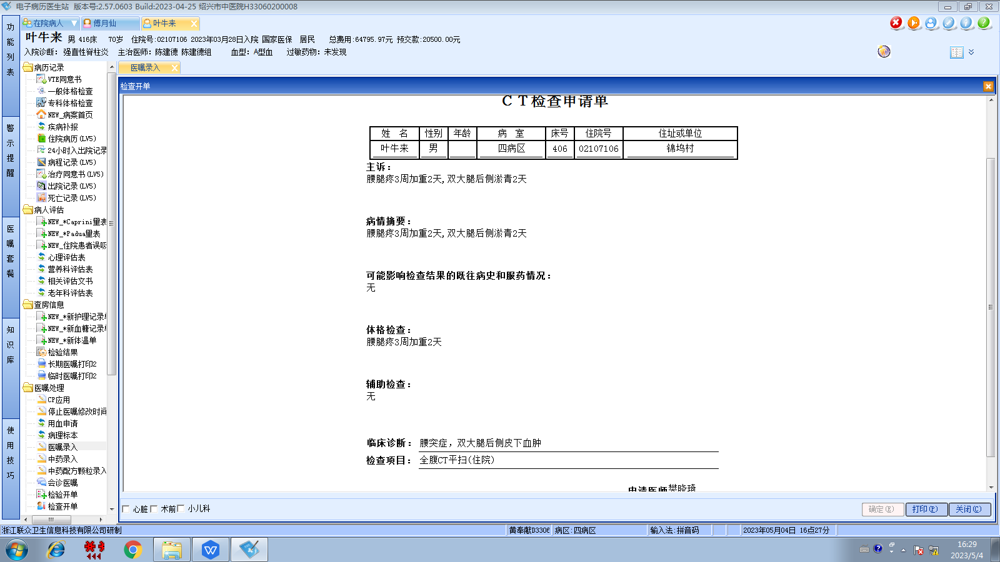 电子病历医生站 版本号:2.57.0603 Build:2023-04-25 绍兴市中医院H33060200008
在院病人
傅月仙
叶牛来
叶牛来 男 416床 70岁 住院号:02107106 2023年03月28日入院 国家医保 居民 总费用:64795.97元 预交款:20500.00元
入院诊断: 强直性脊柱炎 主治医师: 陈建德 陈建德组 血型: A型血 过敏药物: 未发现
功能列表
警示提醒
医嘱套餐
知识库
使用技巧
病历记录
VTE同意书
一般体格检查
专科体格检查
NEW_病案首页
疾病补报
住院病历(LV5)
24小时入出院记录
病程记录(LV5)
治疗同意书(LV5)
出院记录(LV5)
死亡记录(LV5)
病人评估
NEW_*Caprini量表
NEW_*Padua量表
NEW_住院患者误吸
心理评估表
营养科评估表
相关评估文书
老年科评估表
查房信息
NEW_*新护理记录单
NEW_*新血糖记录单
NEW_*新体温单
检验结果
长期医嘱打印2
临时医嘱打印2
医嘱处理
CP应用
停止医嘱修改时间
用血申请
病理标本
医嘱录入
中药录入
中药配方颗粒录入
会诊医嘱
检验开单
检查开单
医嘱录入
检查开单
CT检查申请单
姓 名 性别 年龄 病 室 床号 住院号 住址或单位
叶牛来 男 四病区 406 02107106 锦坞村
主诉:
腰腿疼3周加重2天,双大腿后侧淤青2天
病情摘要:
腰腿疼3周加重2天,双大腿后侧淤青2天
可能影响检查结果的既往病史和服药情况:
无
体格检查:
腰腿疼3周加重2天
辅助检查:
无
临床诊断: 腰突症，双大腿后侧皮下血肿
检查项目: 全腹CT平扫(住院)
申请医师樊晓琦
心脏 术前 小儿科
确定(E) 打印(P) 关闭(C)
浙江联众卫生信息科技有限公司研制 黄奉献D3306 病区:四病区 输入法:拼音码 2023年05月04日 16点27分
16:29
2023/5/4